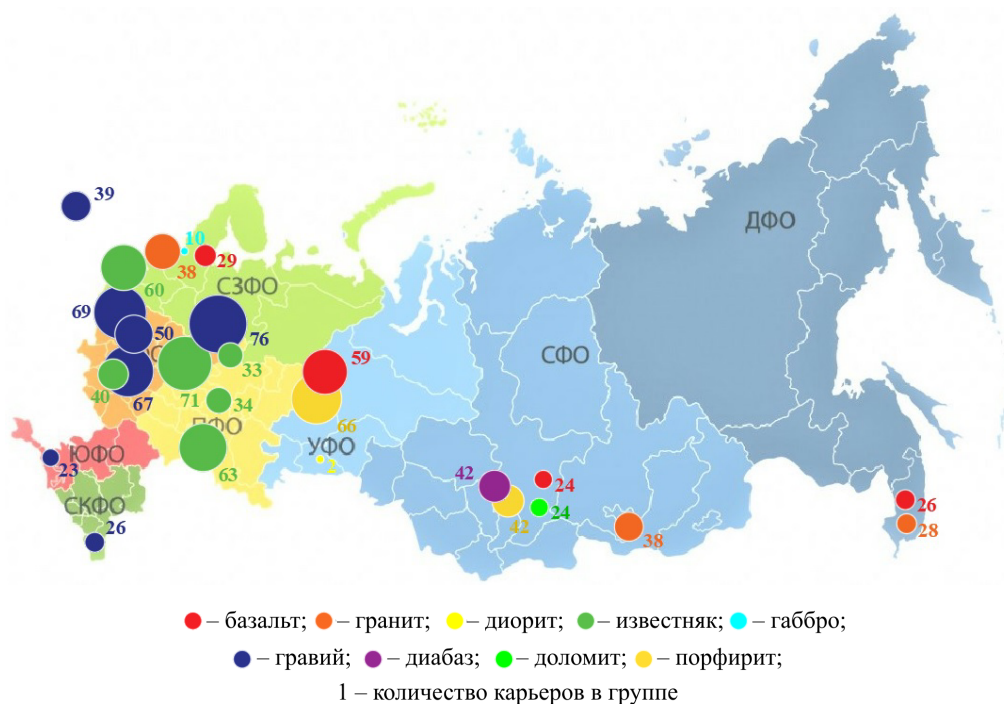 39
10
38
29
СЗФО
60
69
50
76
ДФО
33
59
СФО
40
67
71
34
66
ПФО
УФО
2
ЮФО
23
63
СКФО
26
42
24
42
24
38
26
28
– базальт; – гранит; – диорит; – известняк; – габбро;
– гравий; – диабаз; – доломит; – порфирит;
1 – количество карьеров в группе